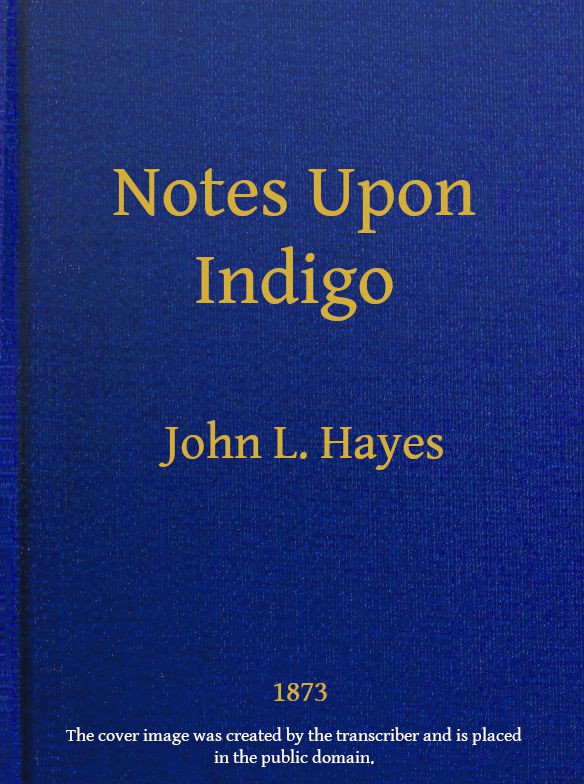 Notes Upon
Indigo
John L. Hayes
1873
The cover image was created by the transcriber and is placed
in the public domain.